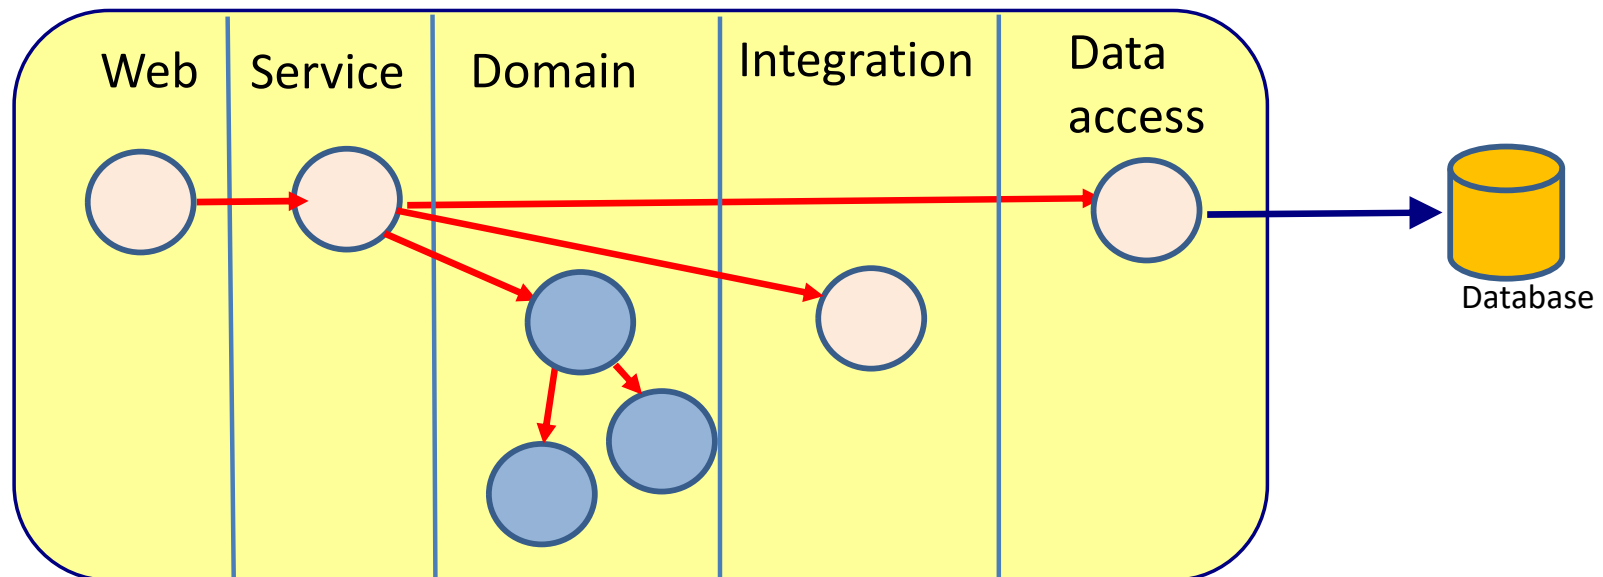 Web
Service
Domain
Integration
Data
access
Database